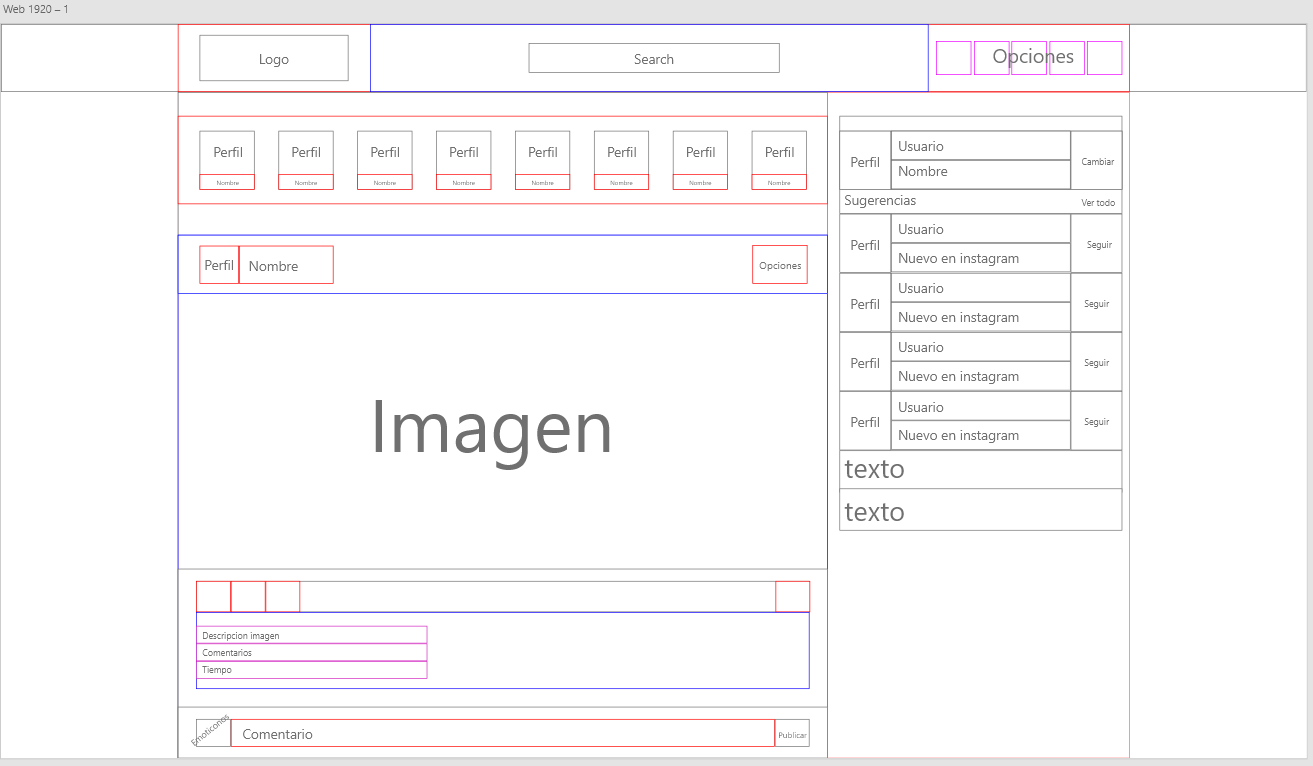 Web 1920 – 1
Logo
Search
Opciones
Perfil Perfil Perfil Perfil Perfil Perfil Perfil Perfil
Nombre Nombre Nombre Nombre Nombre Nombre Nombre Nombre
Perfil Nombre
Opciones
Imagen
Descripcion imagen
Comentarios
Tiempo
Emoticonos
Comentario
Publicar
Perfil
Usuario
Nombre
Cambiar
Sugerencias
Ver todo
Perfil
Usuario
Nuevo en instagram
Seguir
Perfil
Usuario
Nuevo en instagram
Seguir
Perfil
Usuario
Nuevo en instagram
Seguir
Perfil
Usuario
Nuevo en instagram
Seguir
texto
texto